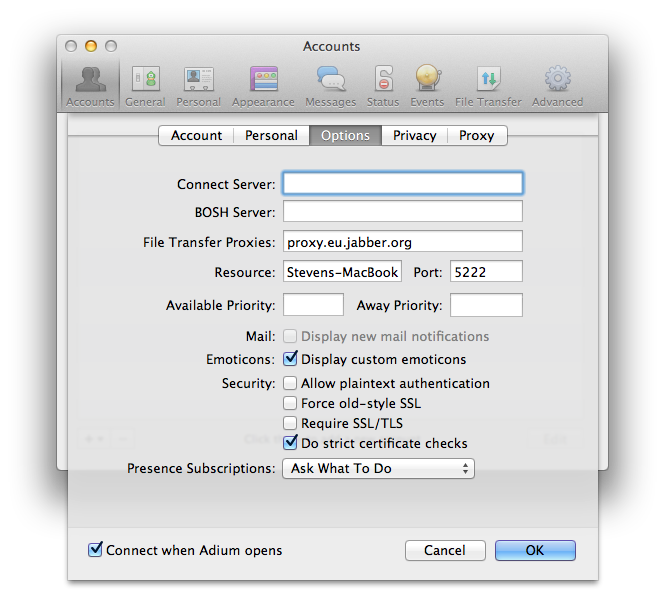 Accounts
Accounts General Personal Appearance Messages Status Events File Transfer Advanced
Account Personal Options Privacy Proxy
Connect Server:
BOSH Server:
File Transfer Proxies: proxy.eu.jabber.org
Resource: Stevens-MacBook Port: 5222
Available Priority: Away Priority:
Mail: Display new mail notifications
Emoticons: Display custom emoticons
Security: Allow plaintext authentication
Force old-style SSL
Require SSL/TLS
Do strict certificate checks
Presence Subscriptions: Ask What To Do
Connect when Adium opens Cancel OK